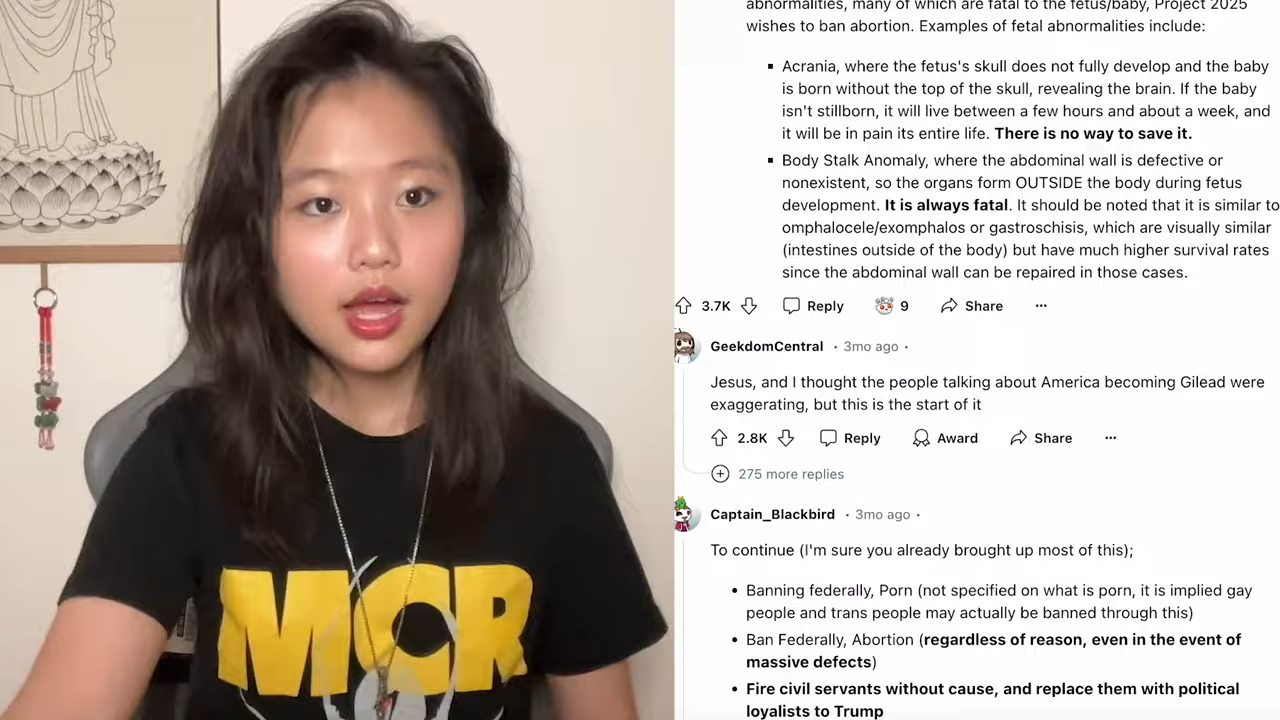 MCR
abnormalities, many of which are fatal to the fetus/baby, Project 2025
wishes to ban abortion. Examples of fetal abnormalities include:
▪ Acrania, where the fetus's skull does not fully develop and the baby
is born without the top of the skull, revealing the brain. If the baby
isn't stillborn, it will live between a few hours and about a week, and
it will be in pain its entire life. There is no way to save it.
▪ Body Stalk Anomaly, where the abdominal wall is defective or
nonexistent, so the organs form OUTSIDE the body during fetus
development. It is always fatal. It should be noted that it is similar to
omphalocele/exomphalos or gastroschisis, which are visually similar
(intestines outside of the body) but have much higher survival rates
since the abdominal wall can be repaired in those cases.
3.7K Reply 9 Share ···
GeekdomCentral · 3mo ago ·
Jesus, and I thought the people talking about America becoming Gilead were
exaggerating, but this is the start of it
2.8K Reply Award Share ···
275 more replies
Captain_Blackbird · 3mo ago ·
To continue (I'm sure you already brought up most of this);
• Banning federally, Porn (not specified on what is porn, it is implied gay
people and trans people may actually be banned through this)
• Ban Federally, Abortion (regardless of reason, even in the event of
massive defects)
• Fire civil servants without cause, and replace them with political
loyalists to Trump